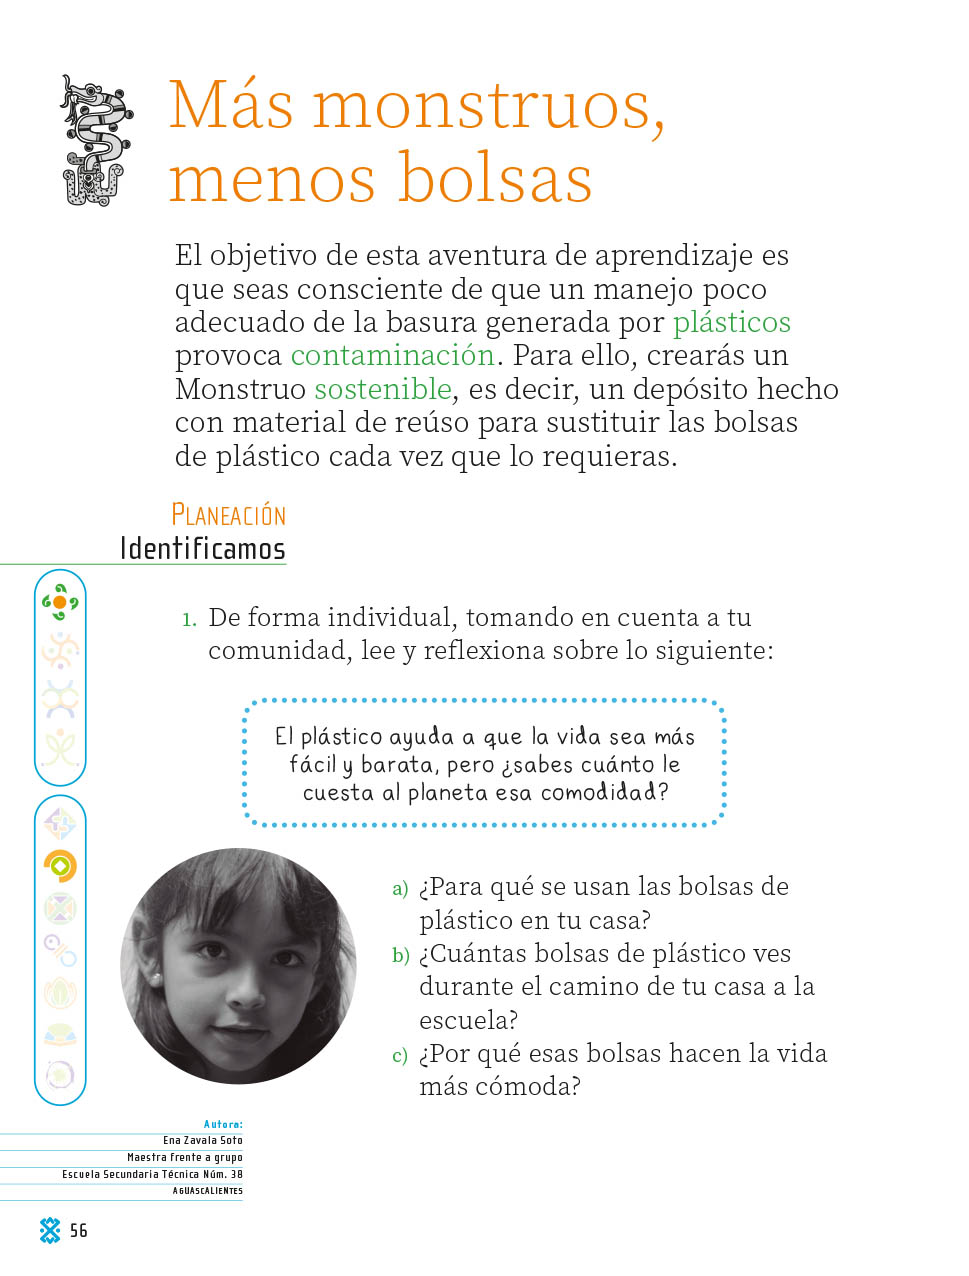 Más monstruos,
menos bolsas
El objetivo de esta aventura de aprendizaje es
que seas consciente de que un manejo poco
adecuado de la basura generada por plásticos
provoca contaminación. Para ello, crearás un
Monstruo sostenible, es decir, un depósito hecho
con material de reúso para sustituir las bolsas
de plástico cada vez que lo requieras.
PLANEACIÓN
Identificamos
1. De forma individual, tomando en cuenta a tu
comunidad, lee y reflexiona sobre lo siguiente:
El plástico ayuda a que la vida sea más
fácil y barata, pero ¿sabes cuánto le
cuesta al planeta esa comodidad?
a) ¿Para qué se usan las bolsas de
plástico en tu casa?
b) ¿Cuántas bolsas de plástico ves
durante el camino de tu casa a la
escuela?
c) ¿Por qué esas bolsas hacen la vida
más cómoda?
Autora:
Ena Zavala Soto
Maestra frente a grupo
Escuela Secundaria Técnica Núm. 38
AGUASCALIENTES
56